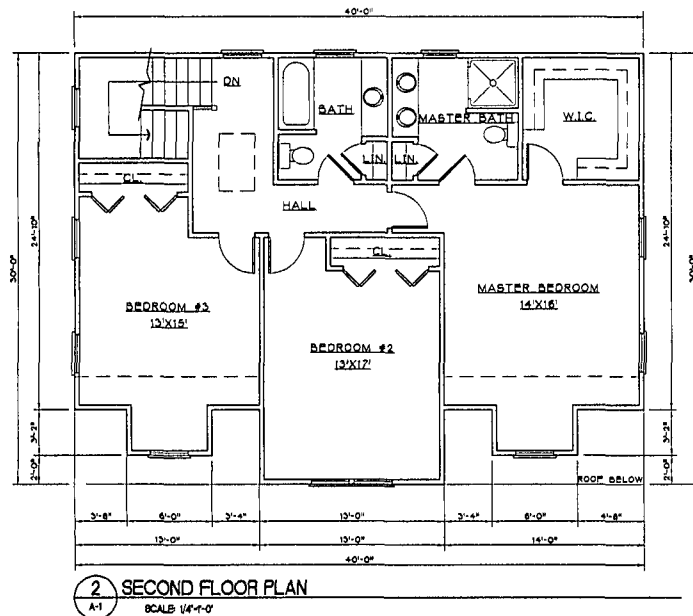 40'-0"
DN
BATH
MASTER BATH
W.I.C.
CL.
LIN.
LIN.
HALL
30'-0"
24'-10"
24'-10"
30'-0"
CL.
BEDROOM #3
13'X15'
MASTER BEDROOM
14'X16'
BEDROOM #2
13'X17'
3'-2"
3'-2"
2'-0"
2'-0"
ROOF BELOW
3'-8"
6'-0"
3'-4"
13'-0"
3'-4"
6'-0"
4'-8"
13'-0"
13'-0"
14'-0"
40'-0"
2
A-1
SECOND FLOOR PLAN
SCALE: 1/4"=1'-0"